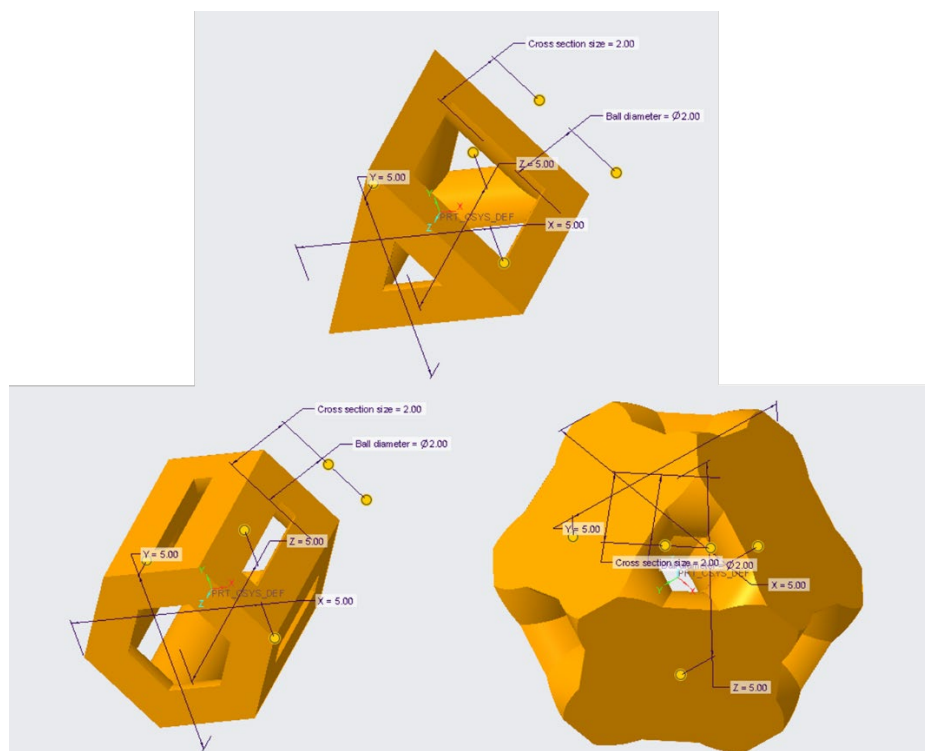 Cross section size = 2.00
Ball diameter = Ø2.00
Z = 5.00
Y = 5.00
Y
X
PRT_CSYS_DEF
Z
X = 5.00
Cross section size = 2.00
Ball diameter = Ø2.00
Y = 5.00
Z = 5.00
Y
X
PRT_CSYS_DEF
Z
X = 5.00
Y = 5.00
Cross section size = 2.00
Ø2.00
PRT_CSYS_DEF
X = 5.00
Y
X
Z = 5.00